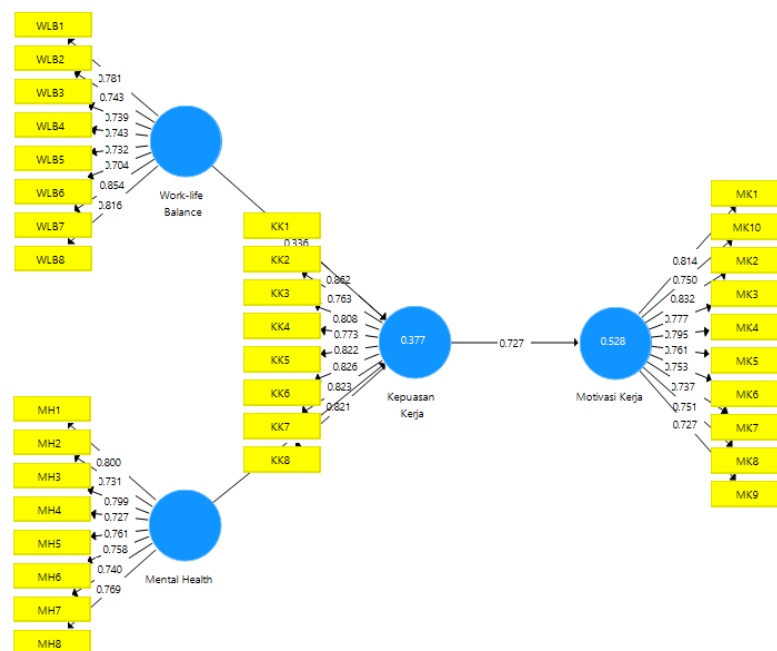 WLB1
WLB2
WLB3
WLB4
WLB5
WLB6
WLB7
WLB8
0.781
0.743
0.739
0.743
0.732
0.704
0.854
0.816
Work-life
Balance
0.336
KK1
KK2
KK3
KK4
KK5
KK6
KK7
KK8
0.862
0.763
0.808
0.773
0.822
0.826
0.823
0.821
0.377
Kepuasan
Kerja
0.727
0.528
Motivasi Kerja
MK1
MK10
MK2
MK3
MK4
MK5
MK6
MK7
MK8
MK9
0.814
0.750
0.832
0.777
0.795
0.761
0.753
0.737
0.751
0.727
MH1
MH2
MH3
MH4
MH5
MH6
MH7
MH8
0.800
0.731
0.799
0.727
0.761
0.758
0.740
0.769
Mental Health